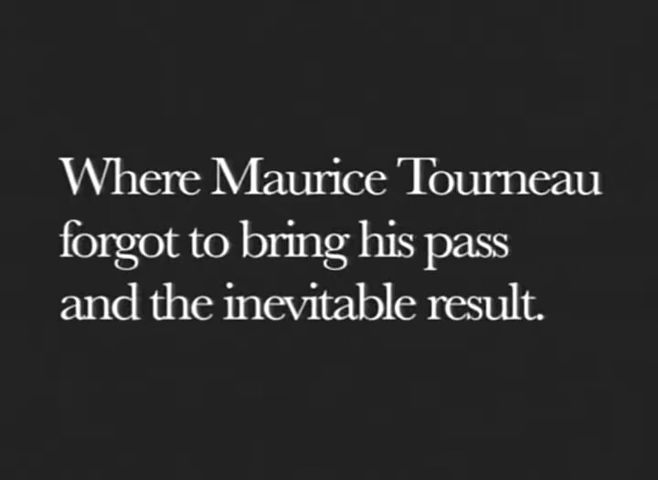 Where Maurice Tourneau
forgot to bring his pass
and the inevitable result.